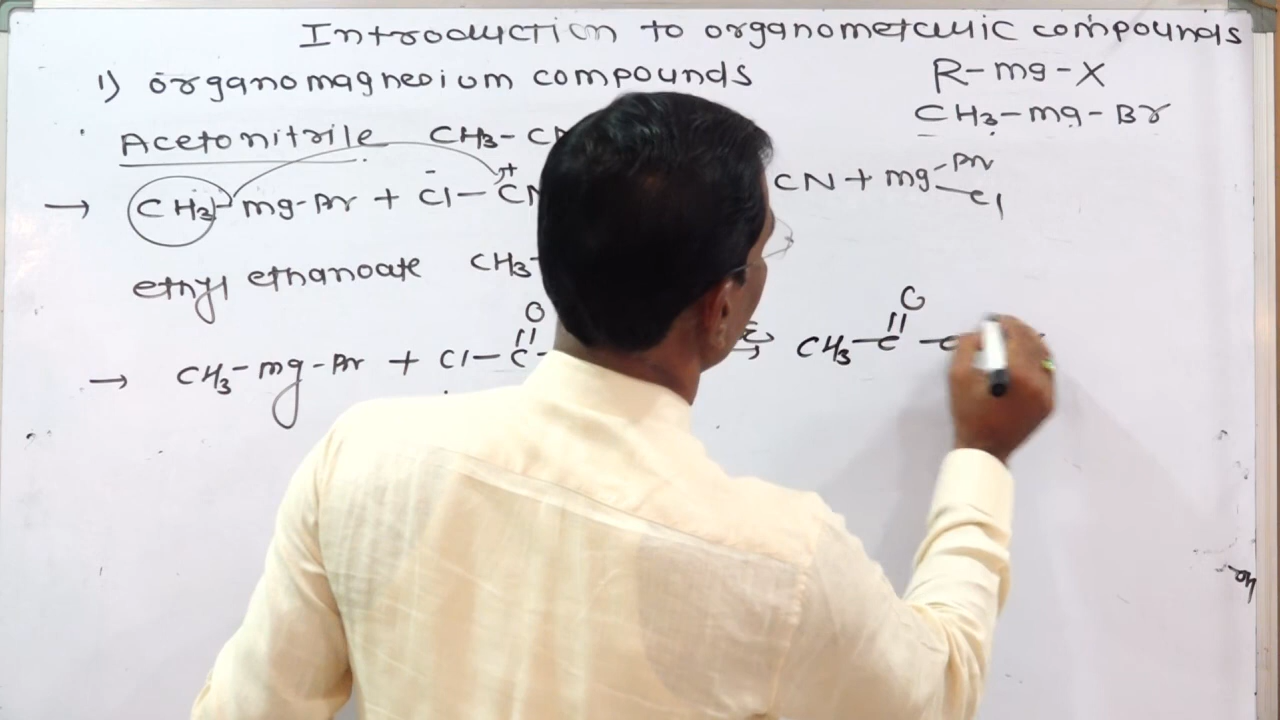 Introduction to organometallic compounds
1) organomagnesium compounds R-mg-X
CH3-mg-Br
Acetonitrile CH3-CN
→ CH3-mg-Br + Cl-CN CN + mg-Br
Cl
ethyl ethanoate CH3-
O O
→ CH3-mg-Br + Cl-C- → CH3-C-